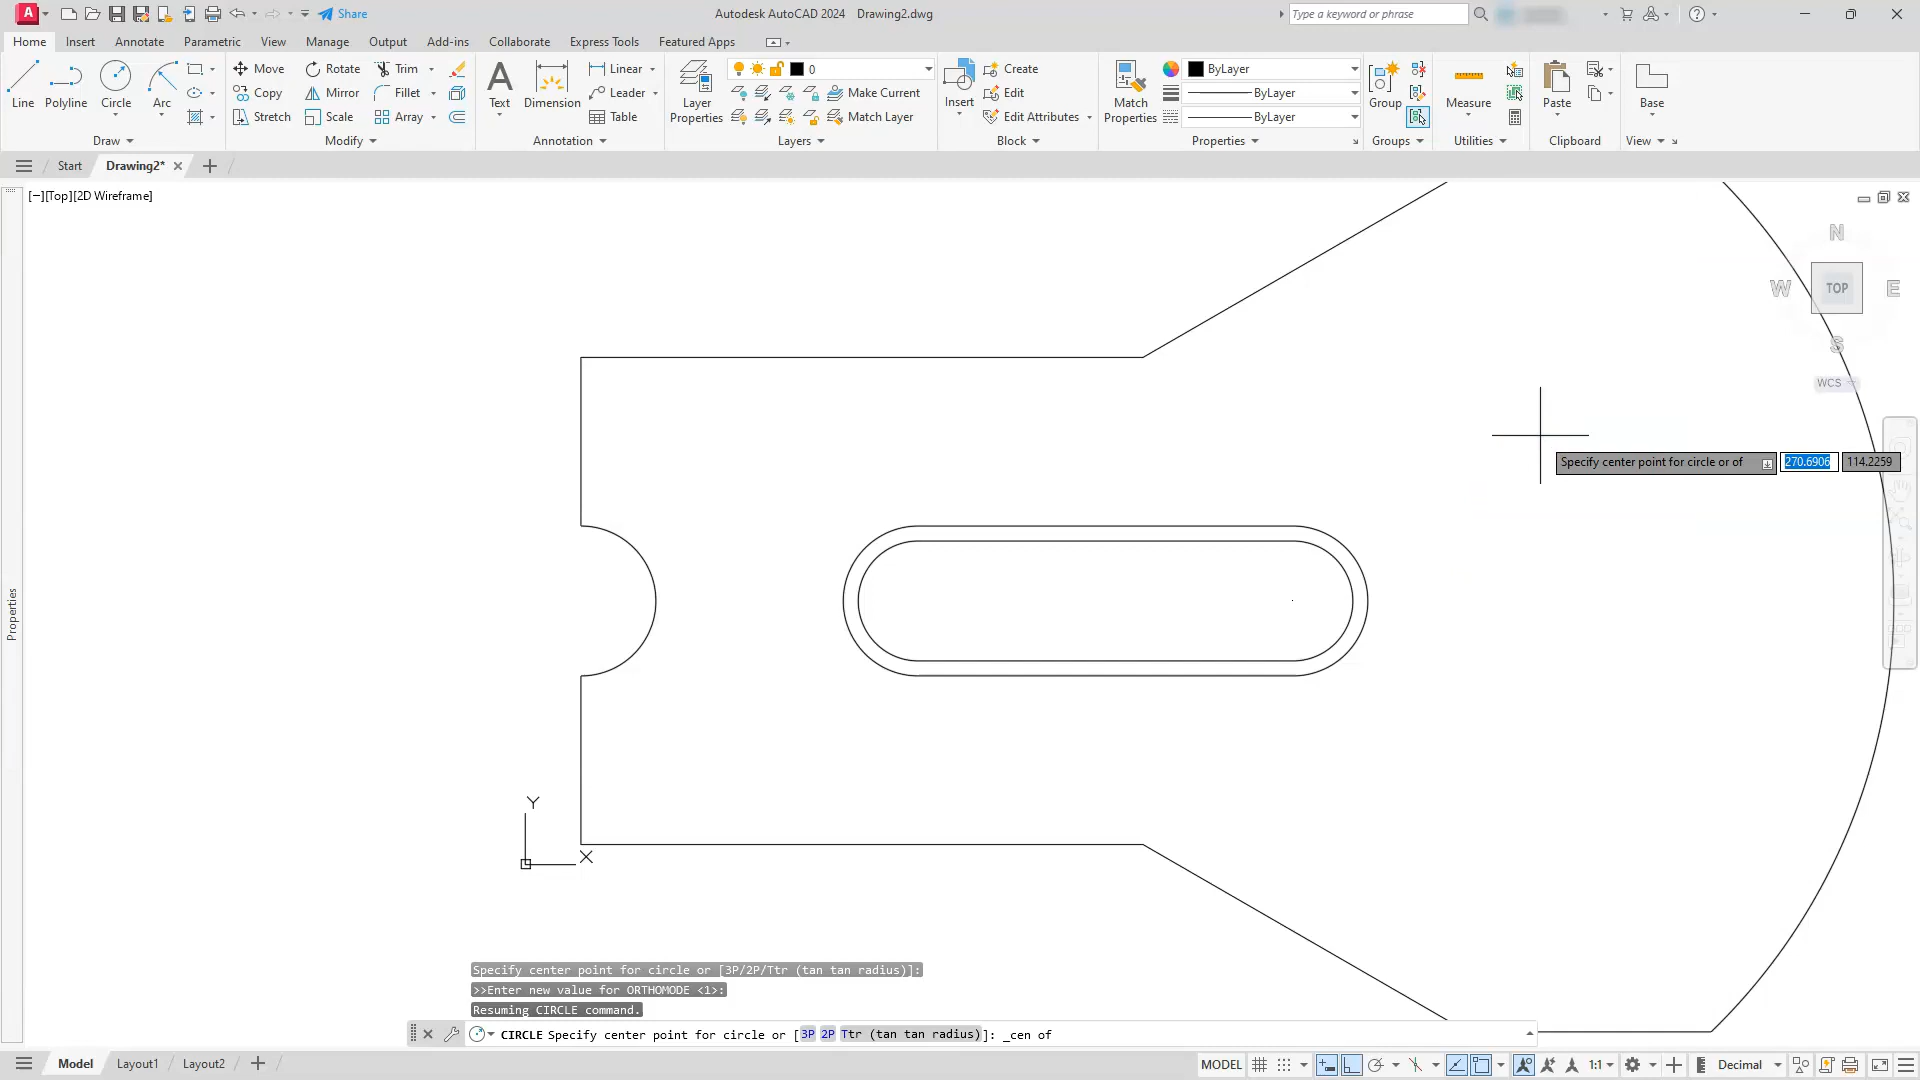 A Share Autodesk AutoCAD 2024 Drawing2.dwg Type a keyword or phrase
Home Insert Annotate Parametric View Manage Output Add-ins Collaborate Express Tools Featured Apps
Line Polyline Circle Arc
Draw
Move Rotate Trim
Copy Mirror Fillet
Stretch Scale Array
Modify
Text Dimension
Linear
Leader
Table
Annotation
Layer Properties
0
Make Current
Match Layer
Layers
Insert
Create
Edit
Edit Attributes
Block
Match Properties
ByLayer
ByLayer
ByLayer
Properties
Group
Groups
Measure
Utilities
Paste
Clipboard
Base
View
Start Drawing2*
[−][Top][2D Wireframe]
N
W TOP E
S
WCS
Specify center point for circle or of 270.6906 114.2259
Properties
Y
X
Specify center point for circle or [3P/2P/Ttr (tan tan radius)]:
>>Enter new value for ORTHOMODE <1>:
Resuming CIRCLE command.
CIRCLE Specify center point for circle or [3P 2P Ttr (tan tan radius)]: _cen of
Model Layout1 Layout2 MODEL 1:1 Decimal